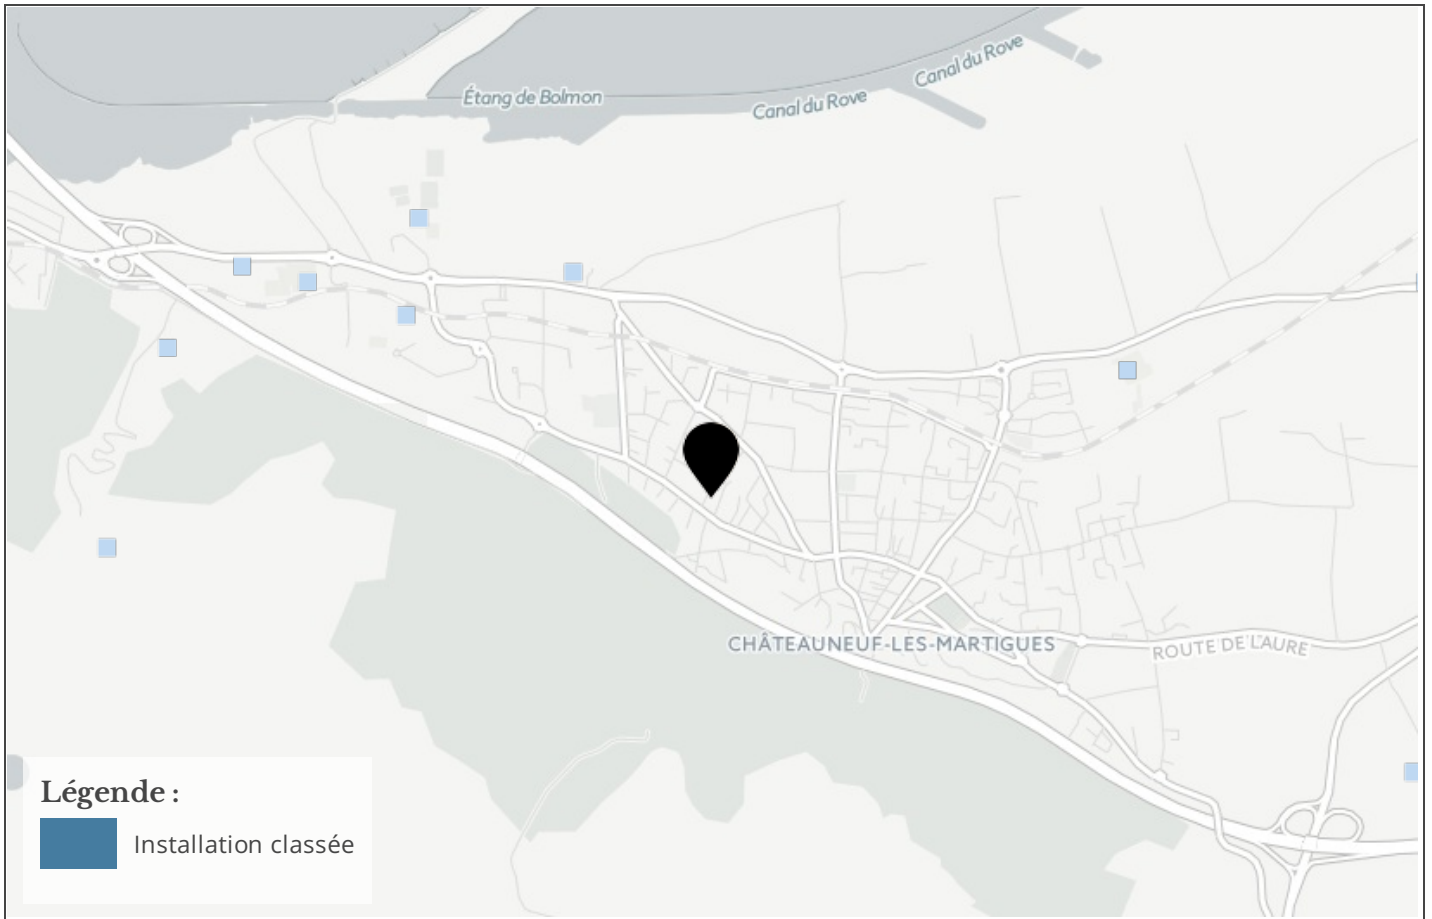 Canal du Rove
Étang de Bolmon
Canal du Rove
CHÂTEAUNEUF-LES-MARTIGUES
ROUTE DE L'AURE
Légende :
Installation classée